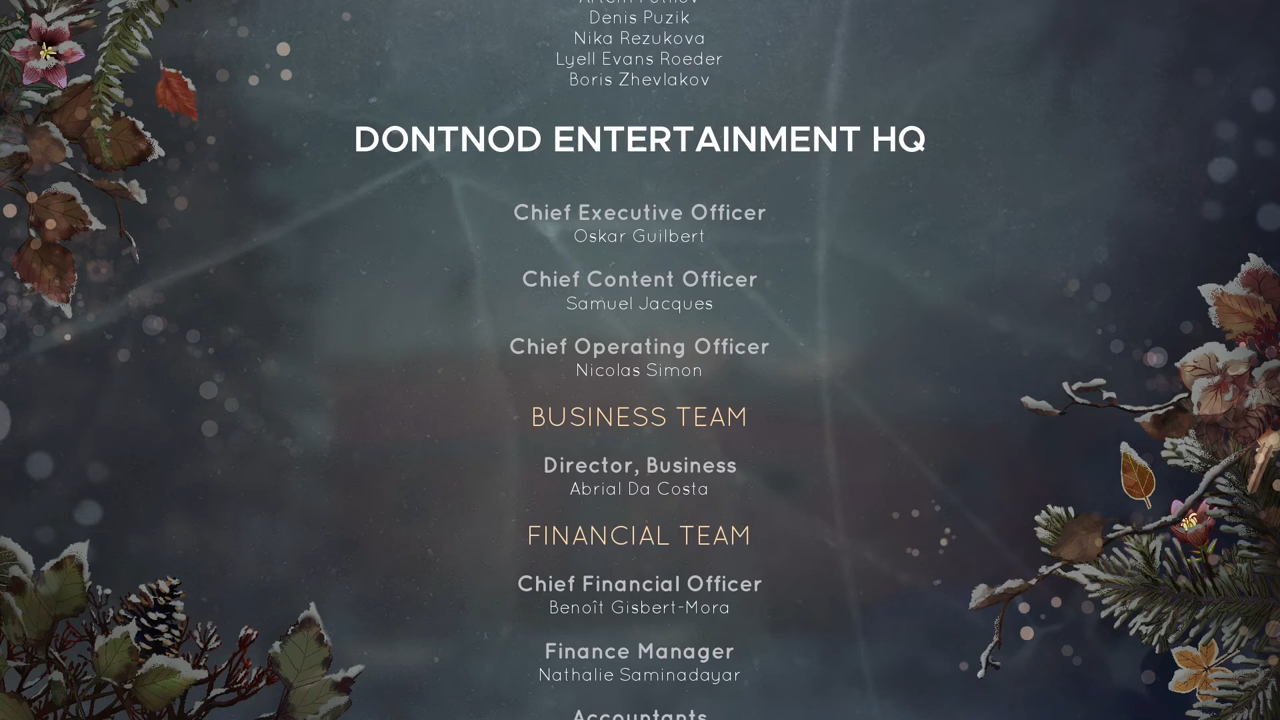 Denis Puzik
Nika Rezukova
Lyell Evans Roeder
Boris Zhevlakov
DONTNOD ENTERTAINMENT HQ
Chief Executive Officer
Oskar Guilbert
Chief Content Officer
Samuel Jacques
Chief Operating Officer
Nicolas Simon
BUSINESS TEAM
Director, Business
Abrial Da Costa
FINANCIAL TEAM
Chief Financial Officer
Benoît Gisbert-Mora
Finance Manager
Nathalie Saminadayar
Accountants